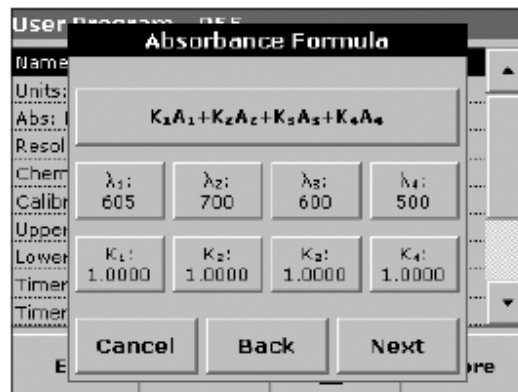 User Program
Absorbance Formula
Name
Units:
Abs:
Resol
Chem
Calibr
Upper
Lower
Timer
Timer
K₁A₁+K₂A₂+K₃A₃+K₄A₄
λ₁: λ₂: λ₃: λ₄:
605 700 600 500
K₁: K₂: K₃: K₄:
1.0000 1.0000 1.0000 1.0000
Cancel Back Next
E ore